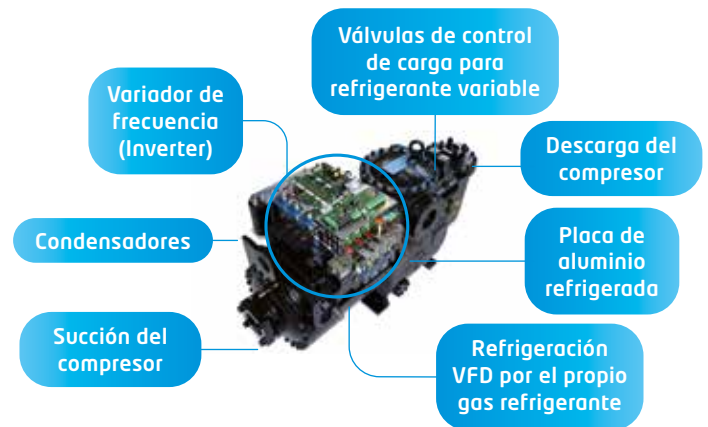 Válvulas de control
de carga para
refrigerante variable
Variador de
frecuencia
(Inverter)
Descarga del
compresor
Condensadores
Placa de
aluminio
refrigerada
Succión del
compresor
Refrigeración
VFD por el propio
gas refrigerante